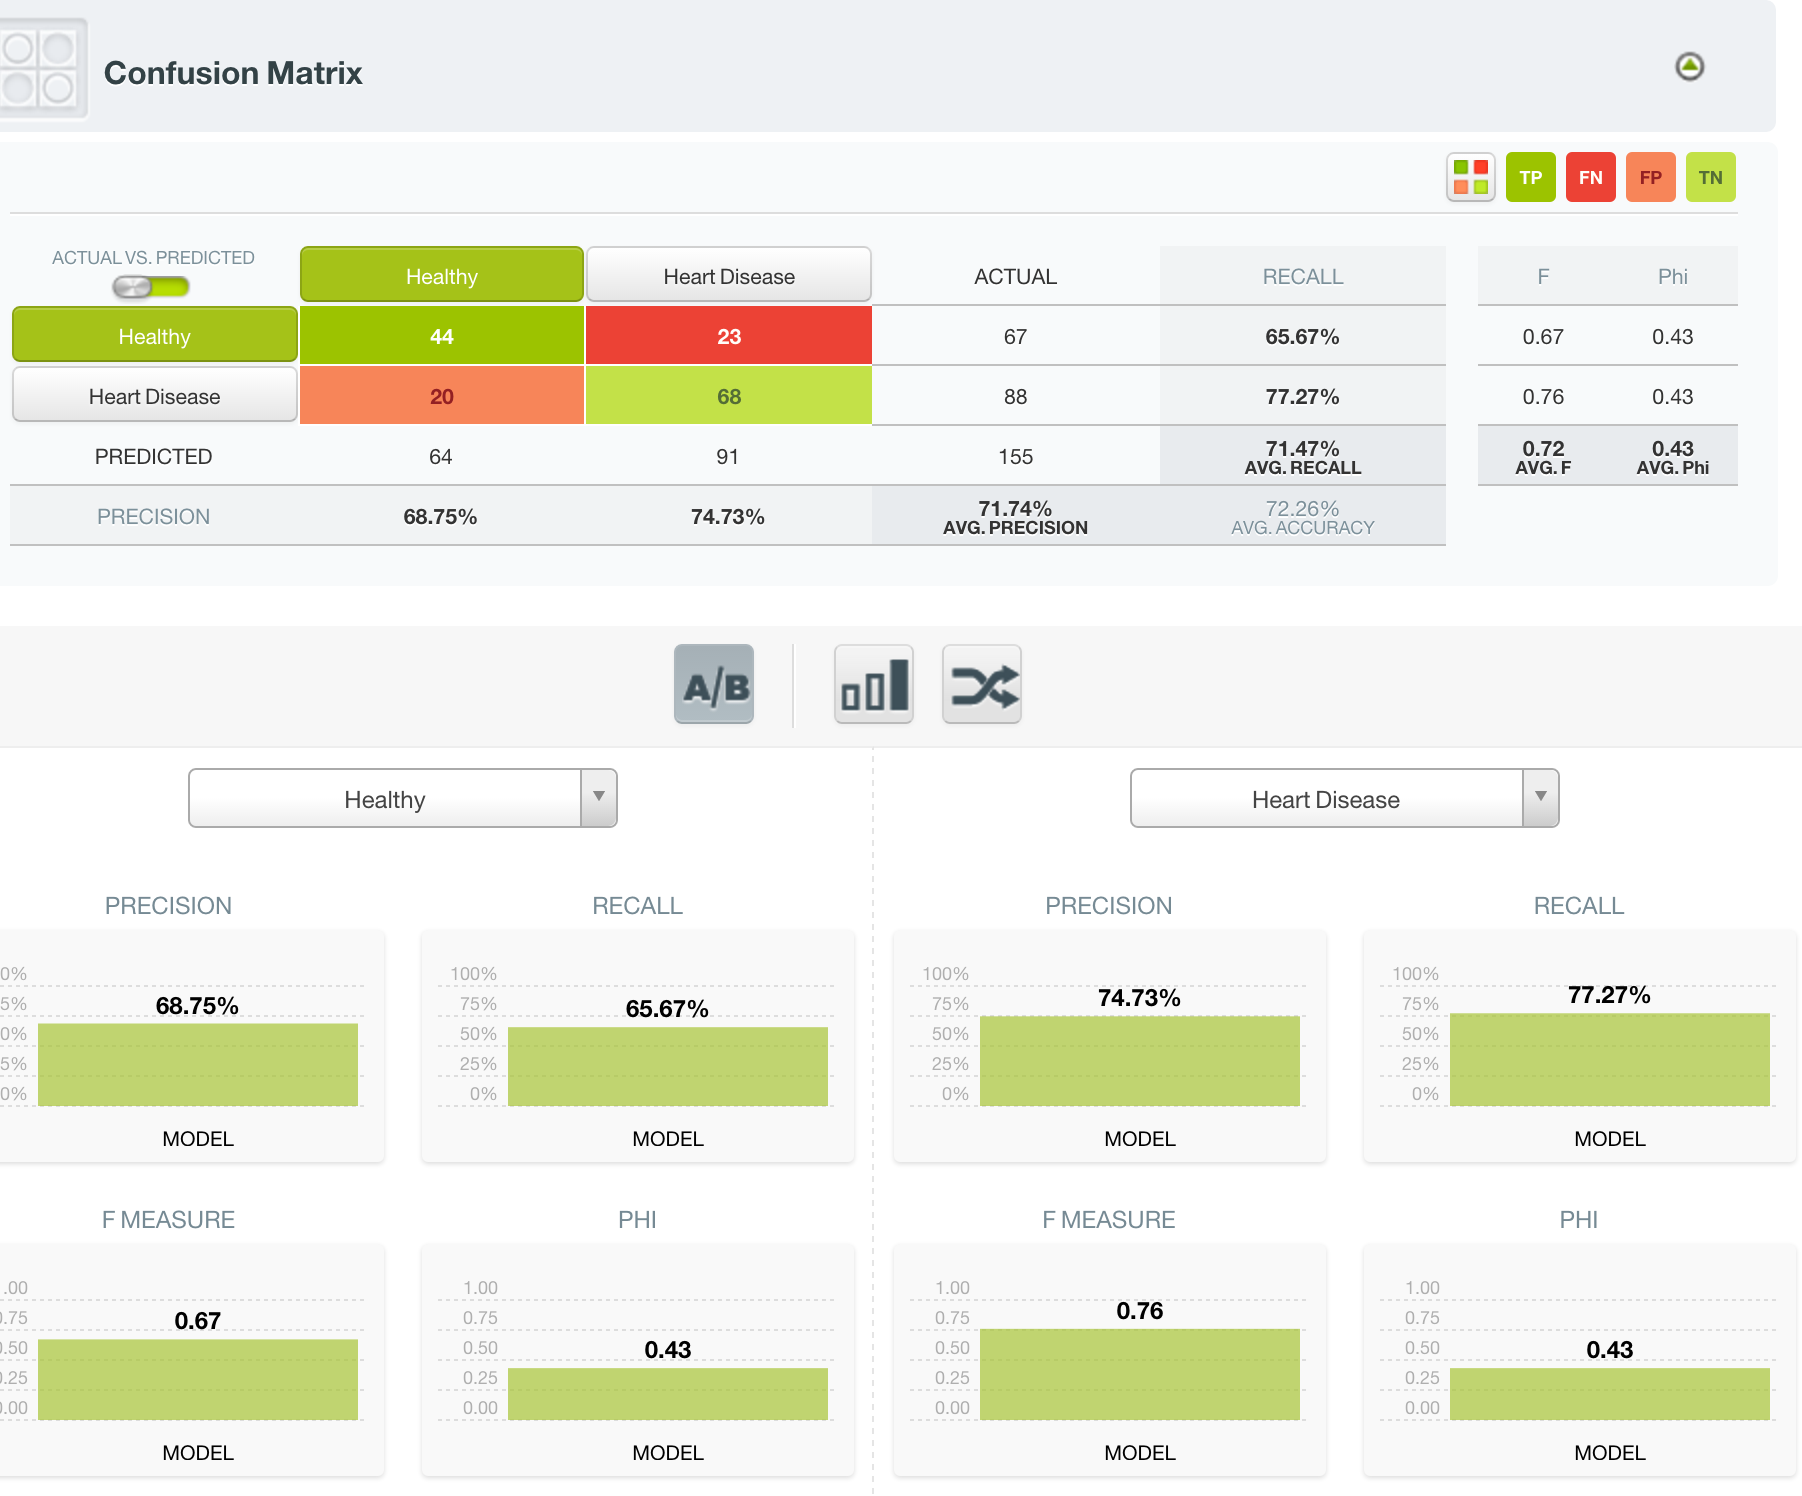 Confusion Matrix
TP FN FP TN
ACTUAL VS. PREDICTED Healthy Heart Disease ACTUAL RECALL F Phi
Healthy 44 23 67 65.67% 0.67 0.43
Heart Disease 20 68 88 77.27% 0.76 0.43
PREDICTED 64 91 155 71.47% 0.72 0.43
AVG. RECALL AVG. F AVG. Phi
PRECISION 68.75% 74.73% 71.74% 72.26%
AVG. PRECISION AVG. ACCURACY
A/B
Healthy Heart Disease
PRECISION RECALL PRECISION RECALL
0% 100% 100% 100%
68.75% 65.67% 74.73% 77.27%
5% 75% 75% 75%
0% 50% 50% 50%
5% 25% 25% 25%
0% 0% 0% 0%
MODEL MODEL MODEL MODEL
F MEASURE PHI F MEASURE PHI
.00 1.00 1.00 1.00
0.67 0.43 0.76 0.43
.75 0.75 0.75 0.75
.50 0.50 0.50 0.50
.25 0.25 0.25 0.25
.00 0.00 0.00 0.00
MODEL MODEL MODEL MODEL